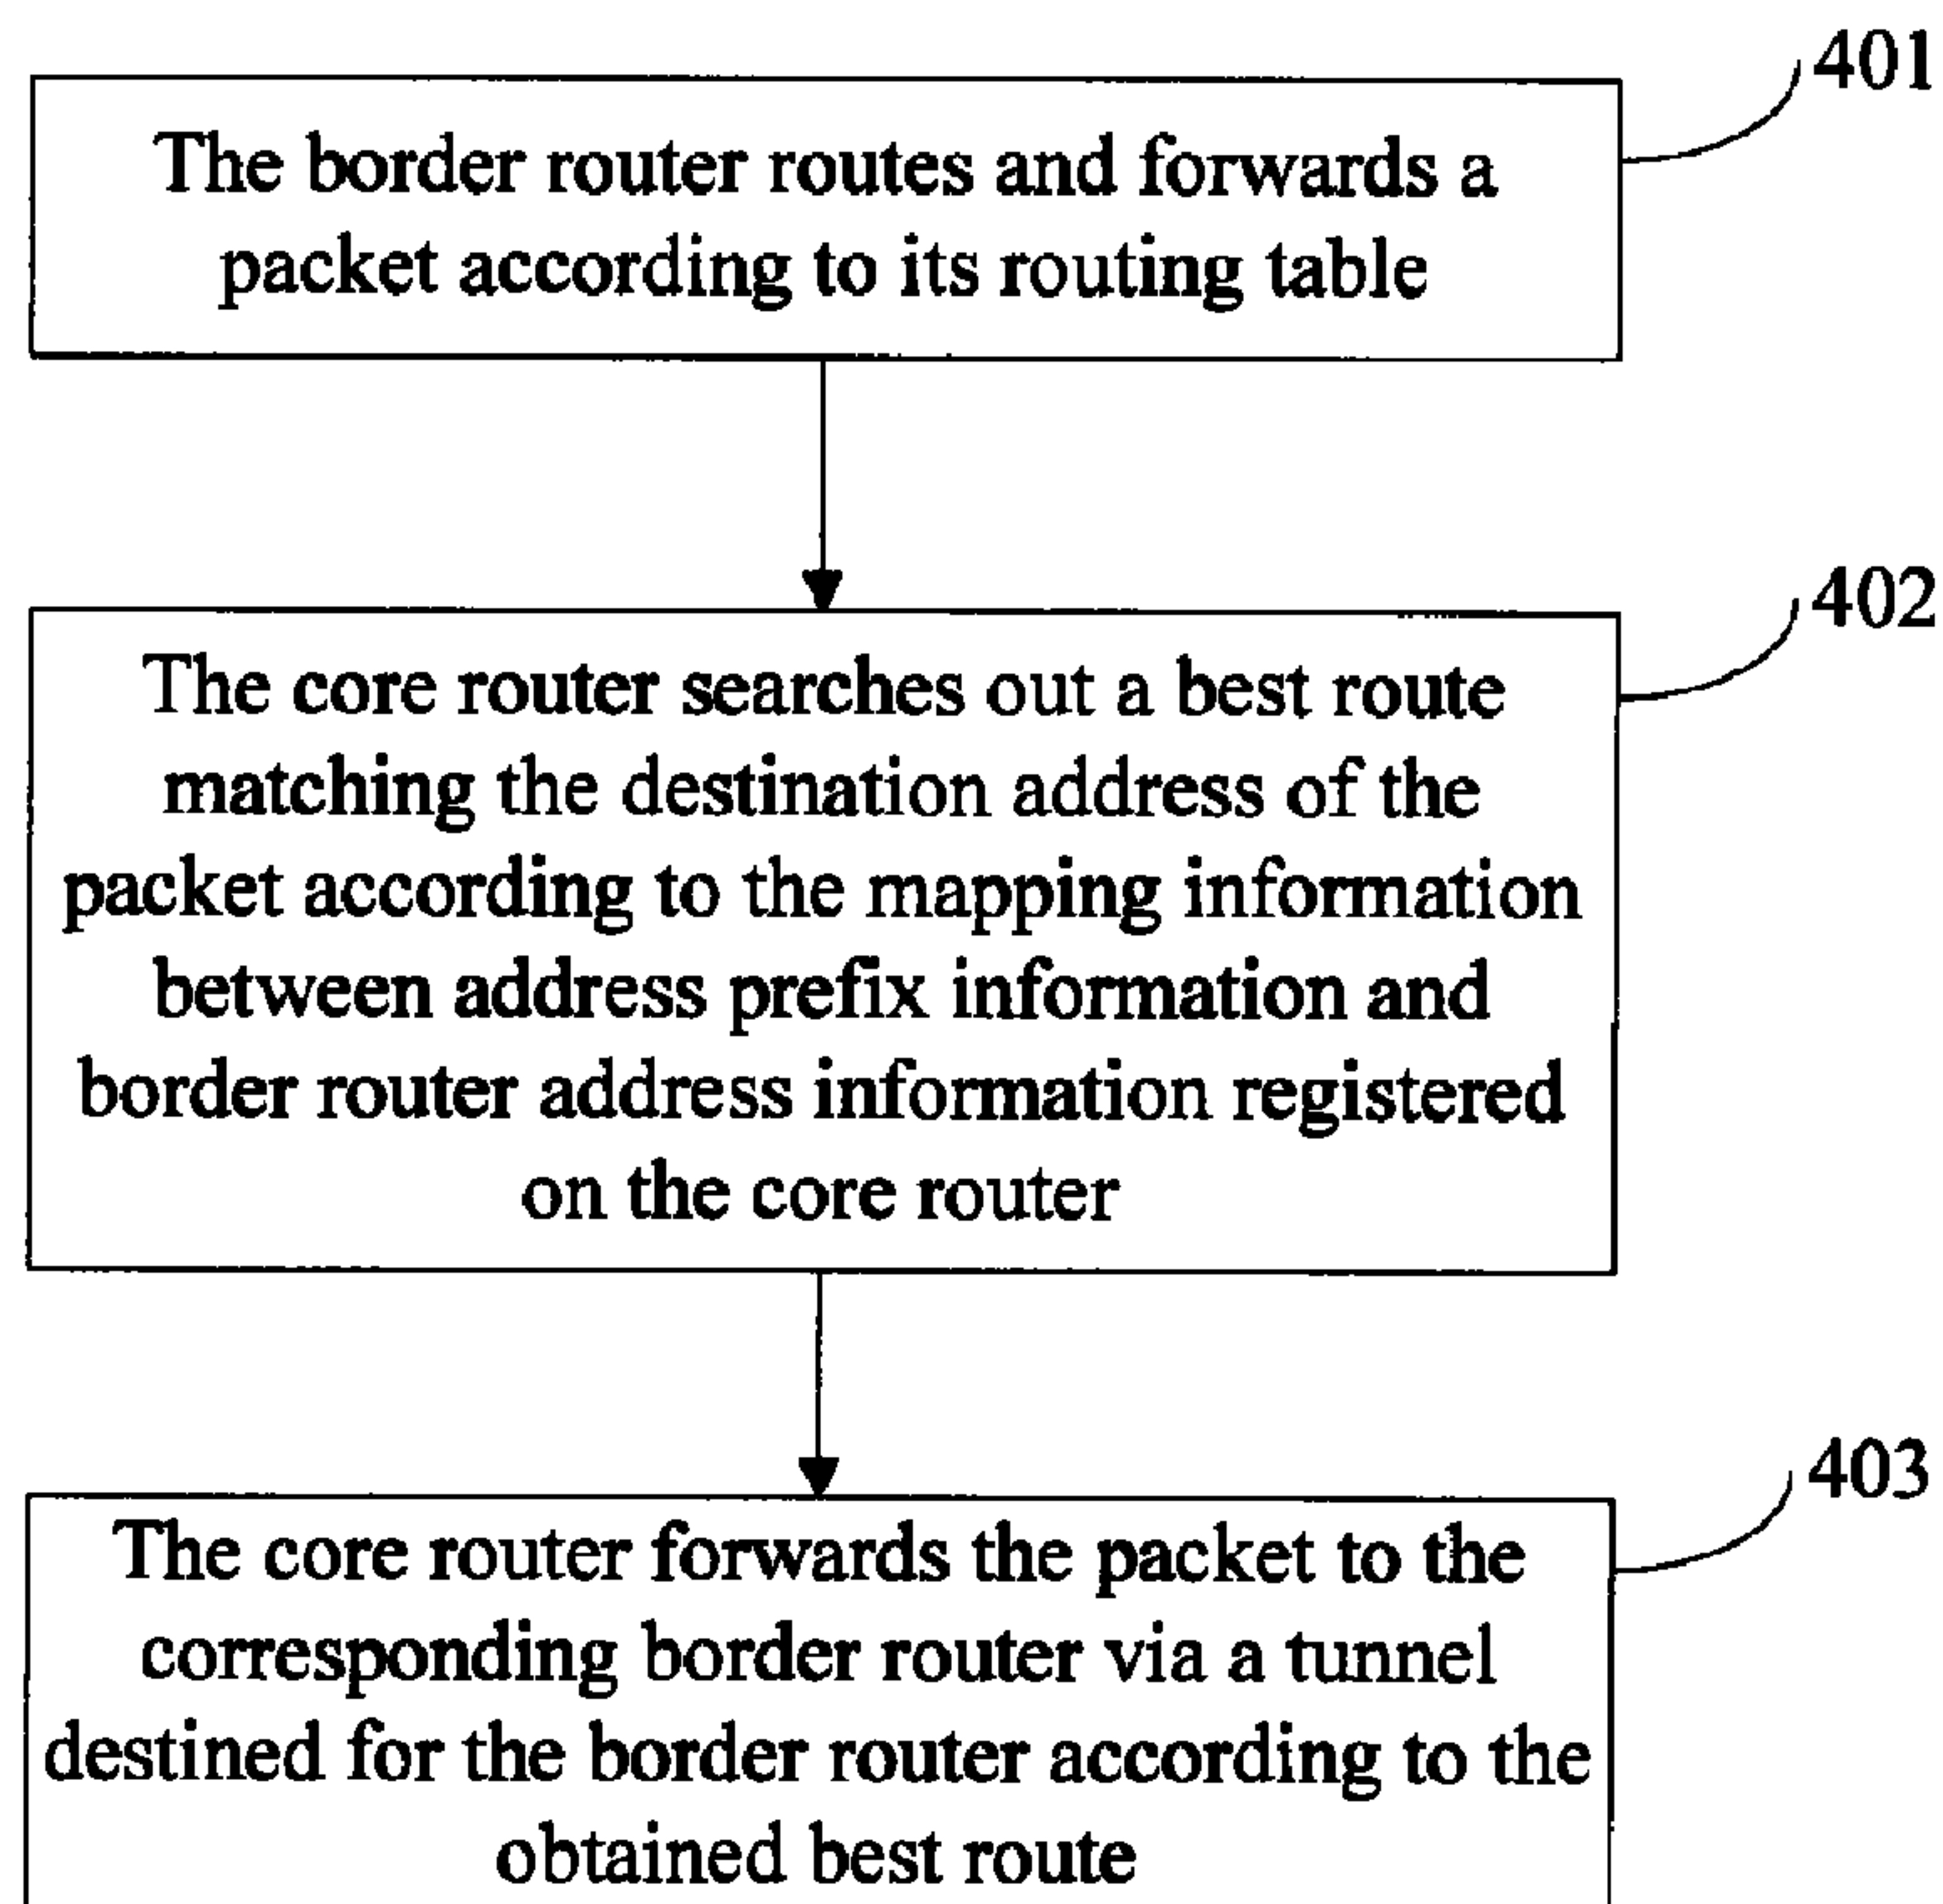 401
The border router routes and forwards a
packet according to its routing table
402
The core router searches out a best route
matching the destination address of the
packet according to the mapping information
between address prefix information and
border router address information registered
on the core router
403
The core router forwards the packet to the
corresponding border router via a tunnel
destined for the border router according to the
obtained best route